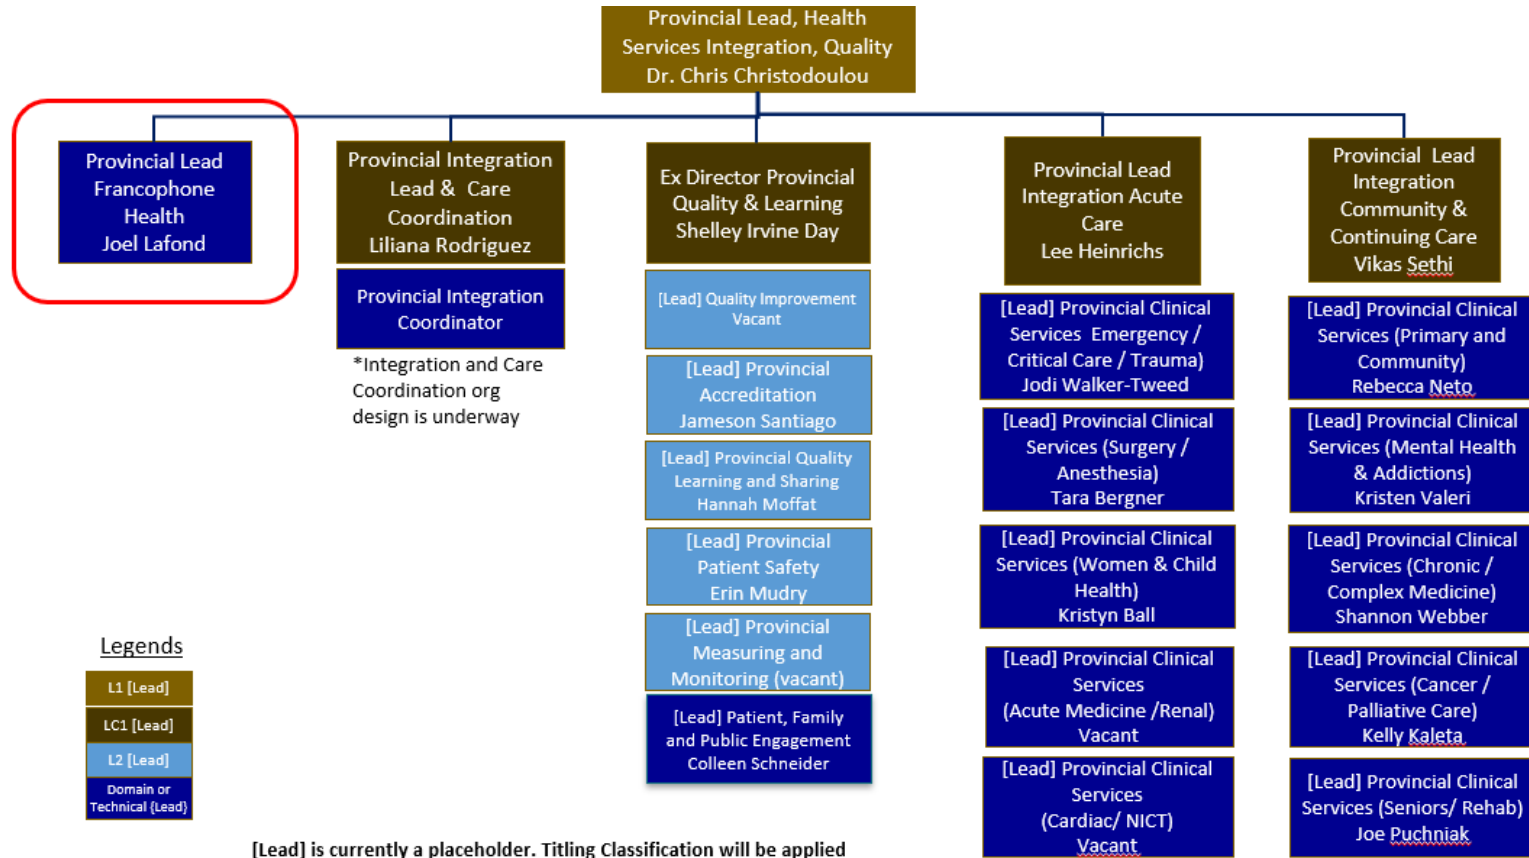 Provincial Lead, Health
Services Integration, Quality
Dr. Chris Christodoulou
Provincial Lead
Francophone
Health
Joel Lafond
Provincial Integration
Lead & Care
Coordination
Liliana Rodriguez
Provincial Integration
Coordinator
*Integration and Care
Coordination org
design is underway
Ex Director Provincial
Quality & Learning
Shelley Irvine Day
[Lead] Quality Improvement
Vacant
[Lead] Provincial
Accreditation
Jameson Santiago
[Lead] Provincial Quality
Learning and Sharing
Hannah Moffat
[Lead] Provincial
Patient Safety
Erin Mudry
[Lead] Provincial
Measuring and
Monitoring (vacant)
[Lead] Patient, Family
and Public Engagement
Colleen Schneider
Provincial Lead
Integration Acute
Care
Lee Heinrichs
[Lead] Provincial Clinical
Services Emergency /
Critical Care / Trauma)
Jodi Walker-Tweed
[Lead] Provincial Clinical
Services (Surgery /
Anesthesia)
Tara Bergner
[Lead] Provincial Clinical
Services (Women & Child
Health)
Kristyn Ball
[Lead] Provincial Clinical
Services
(Acute Medicine /Renal)
Vacant
[Lead] Provincial Clinical
Services
(Cardiac/ NICT)
Vacant
Provincial Lead
Integration
Community &
Continuing Care
Vikas Sethi
[Lead] Provincial Clinical
Services (Primary and
Community)
Rebecca Neto
[Lead] Provincial Clinical
Services (Mental Health
& Addictions)
Kristen Valeri
[Lead] Provincial Clinical
Services (Chronic /
Complex Medicine)
Shannon Webber
[Lead] Provincial Clinical
Services (Cancer /
Palliative Care)
Kelly Kaleta
[Lead] Provincial Clinical
Services (Seniors/ Rehab)
Joe Puchniak
Legends
L1 [Lead]
LC1 [Lead]
L2 [Lead]
Domain or
Technical {Lead}
[Lead] is currently a placeholder. Titling Classification will be applied